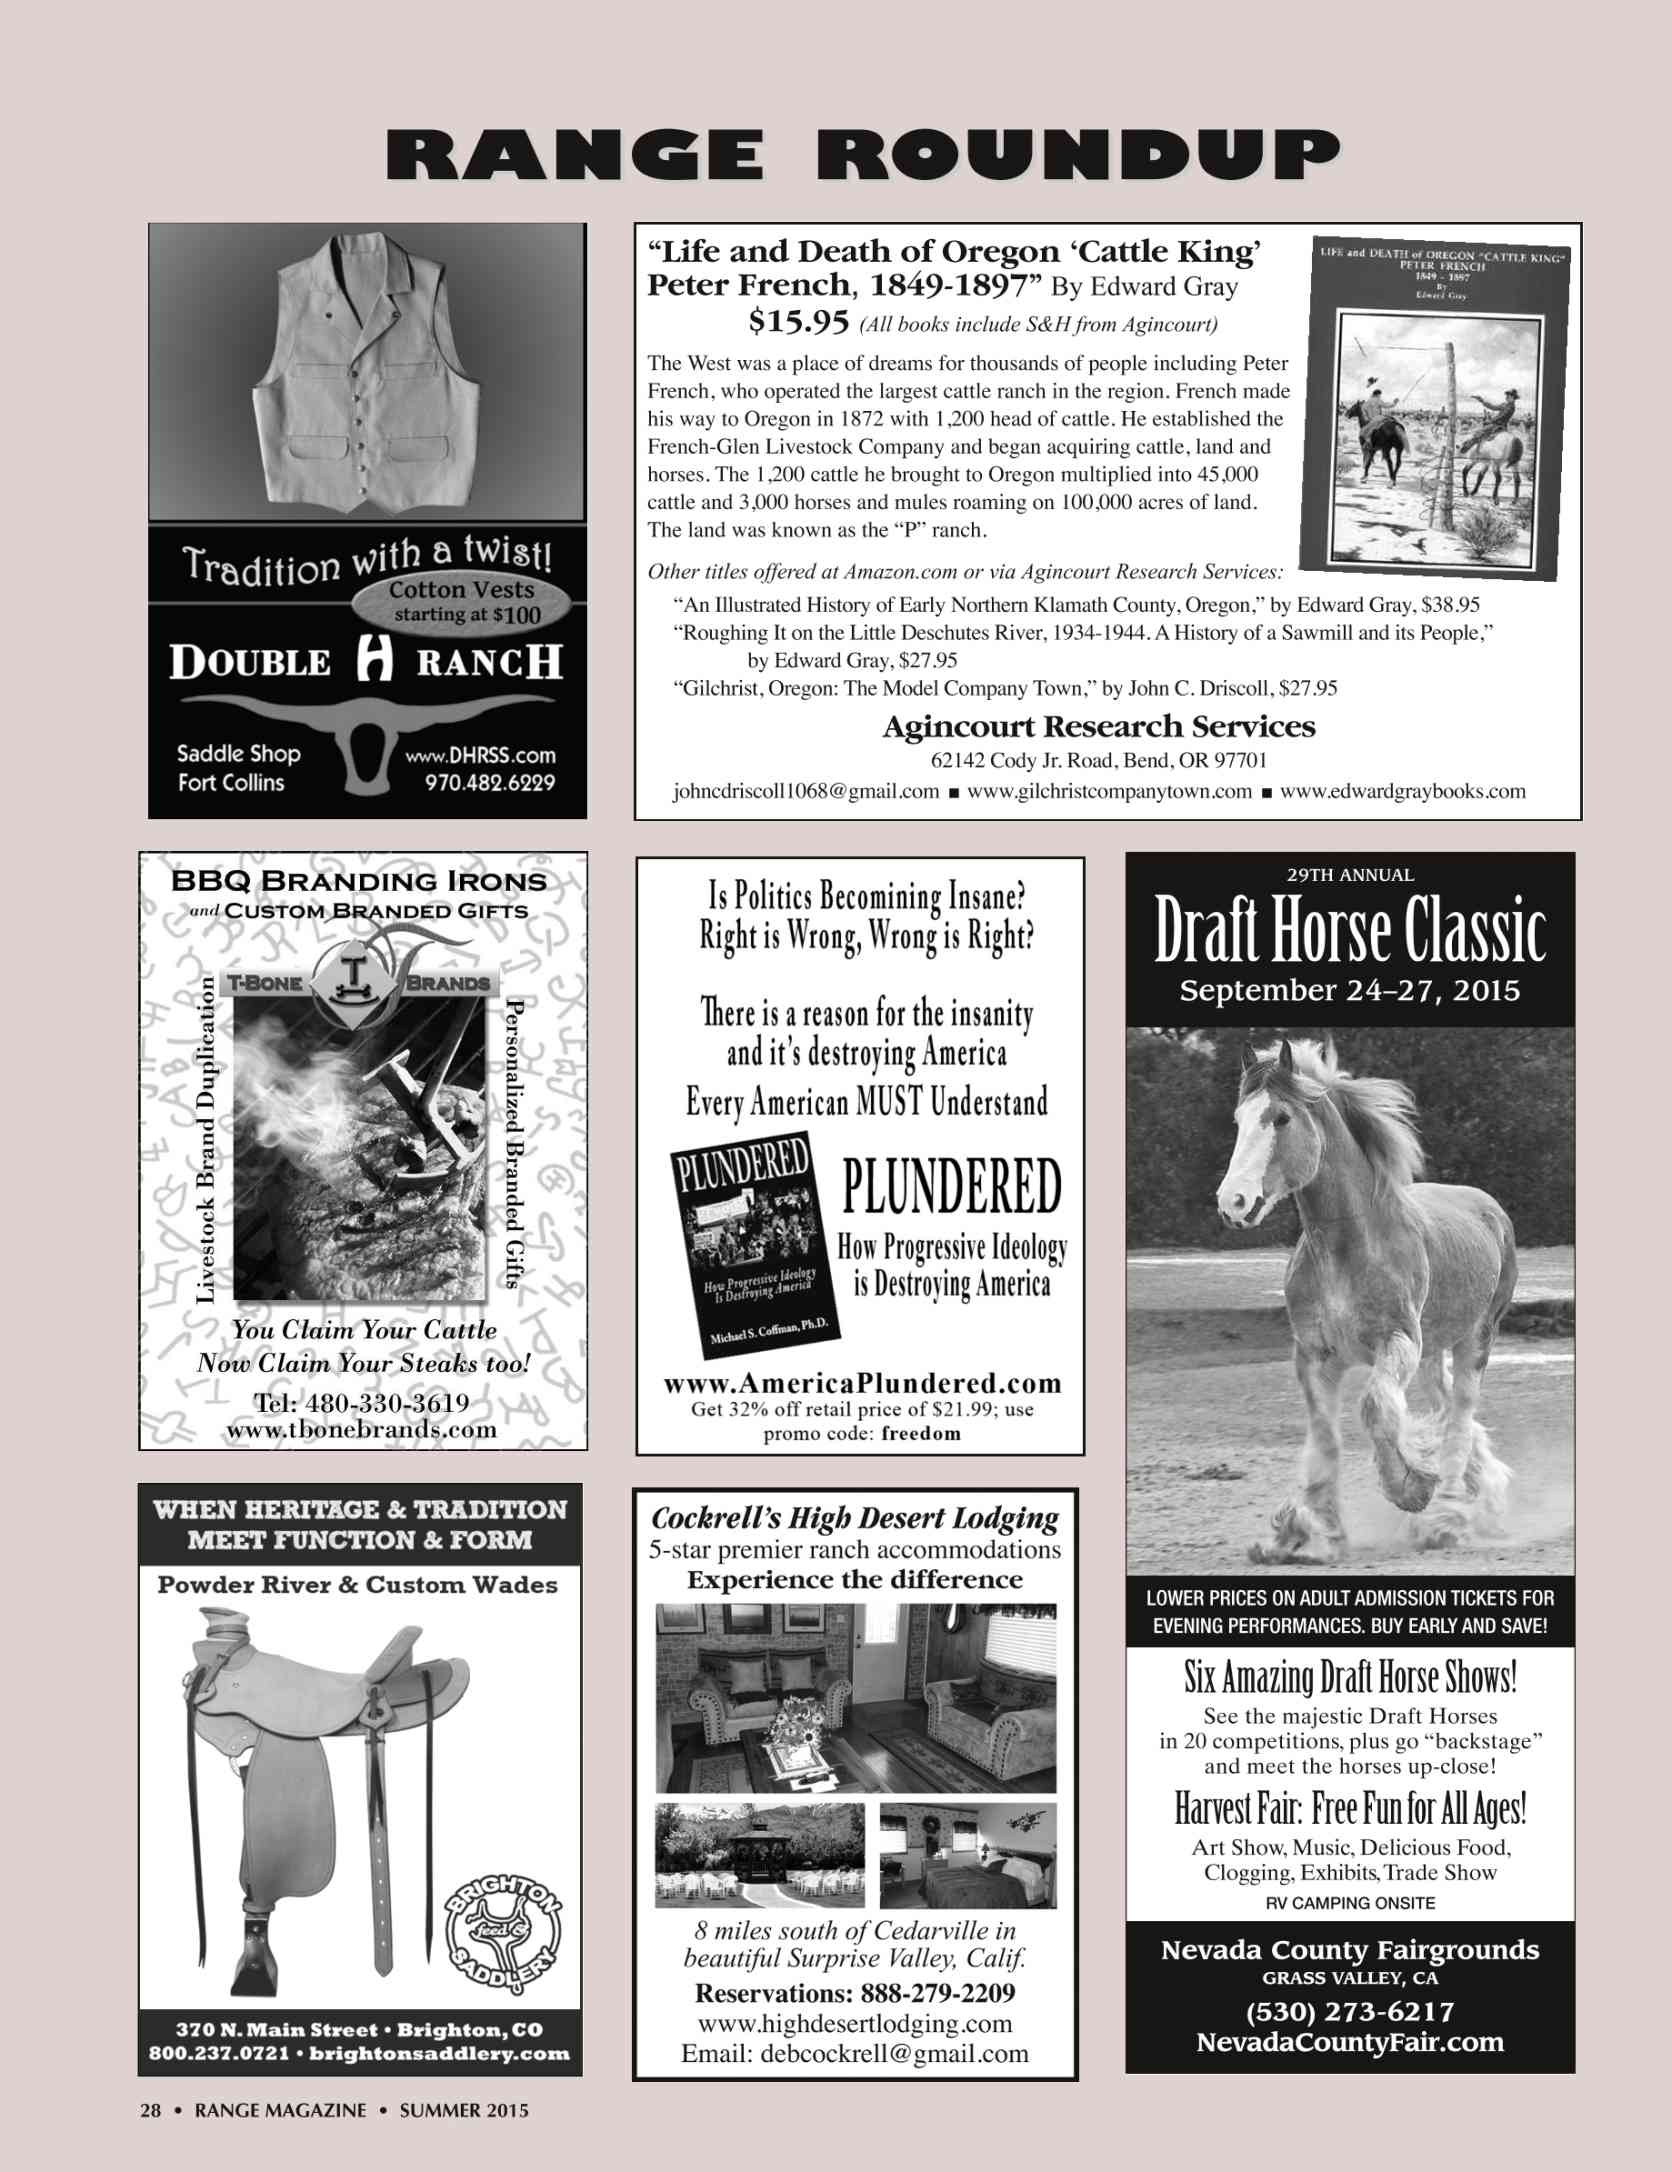 RANGE ROUNDUP
Tradition with a twist!
Cotton Vests
starting at $100
DOUBLE H RANCH
Saddle Shop
Fort Collins
www.DHRSS.com
970.482.6229
“Life and Death of Oregon ‘Cattle King’
Peter French, 1849-1897” By Edward Gray
$15.95 (All books include S&H from Agincourt)
The West was a place of dreams for thousands of people including Peter
French, who operated the largest cattle ranch in the region. French made
his way to Oregon in 1872 with 1,200 head of cattle. He established the
French-Glen Livestock Company and began acquiring cattle, land and
horses. The 1,200 cattle he brought to Oregon multiplied into 45,000
cattle and 3,000 horses and mules roaming on 100,000 acres of land.
The land was known as the “P” ranch.
LIFE and DEATH of OREGON "CATTLE KING"
PETER FRENCH
1849 - 1897
By
Edward Gray
Other titles offered at Amazon.com or via Agincourt Research Services:
“An Illustrated History of Early Northern Klamath County, Oregon,” by Edward Gray, $38.95
“Roughing It on the Little Deschutes River, 1934-1944. A History of a Sawmill and its People,”
by Edward Gray, $27.95
“Gilchrist, Oregon: The Model Company Town,” by John C. Driscoll, $27.95
Agincourt Research Services
62142 Cody Jr. Road, Bend, OR 97701
johncdriscoll1068@gmail.com ■ www.gilchristcompanytown.com ■ www.edwardgraybooks.com
BBQ BRANDING IRONS
and CUSTOM BRANDED GIFTS
T-BONE BRANDS
Livestock Brand Duplication
Personalized Branded Gifts
You Claim Your Cattle
Now Claim Your Steaks too!
Tel: 480-330-3619
www.tbonebrands.com
Is Politics Becomining Insane?
Right is Wrong, Wrong is Right?
There is a reason for the insanity
and it’s destroying America
Every American MUST Understand
PLUNDERED
How Progressive Ideology
Is Destroying America
Michael S. Coffman, Ph.D.
PLUNDERED
How Progressive Ideology
is Destroying America
www.AmericaPlundered.com
Get 32% off retail price of $21.99; use
promo code: freedom
29TH ANNUAL
Draft Horse Classic
September 24–27, 2015
LOWER PRICES ON ADULT ADMISSION TICKETS FOR
EVENING PERFORMANCES. BUY EARLY AND SAVE!
Six Amazing Draft Horse Shows!
See the majestic Draft Horses
in 20 competitions, plus go “backstage”
and meet the horses up-close!
Harvest Fair: Free Fun for All Ages!
Art Show, Music, Delicious Food,
Clogging, Exhibits, Trade Show
RV CAMPING ONSITE
Nevada County Fairgrounds
GRASS VALLEY, CA
(530) 273-6217
NevadaCountyFair.com
WHEN HERITAGE & TRADITION
MEET FUNCTION & FORM
Powder River & Custom Wades
BRIGHTON
feed &
SADDLERY
370 N. Main Street • Brighton, CO
800.237.0721 • brightonsaddlery.com
Cockrell’s High Desert Lodging
5-star premier ranch accommodations
Experience the difference
8 miles south of Cedarville in
beautiful Surprise Valley, Calif.
Reservations: 888-279-2209
www.highdesertlodging.com
Email: debcockrell@gmail.com
28 • RANGE MAGAZINE • SUMMER 2015